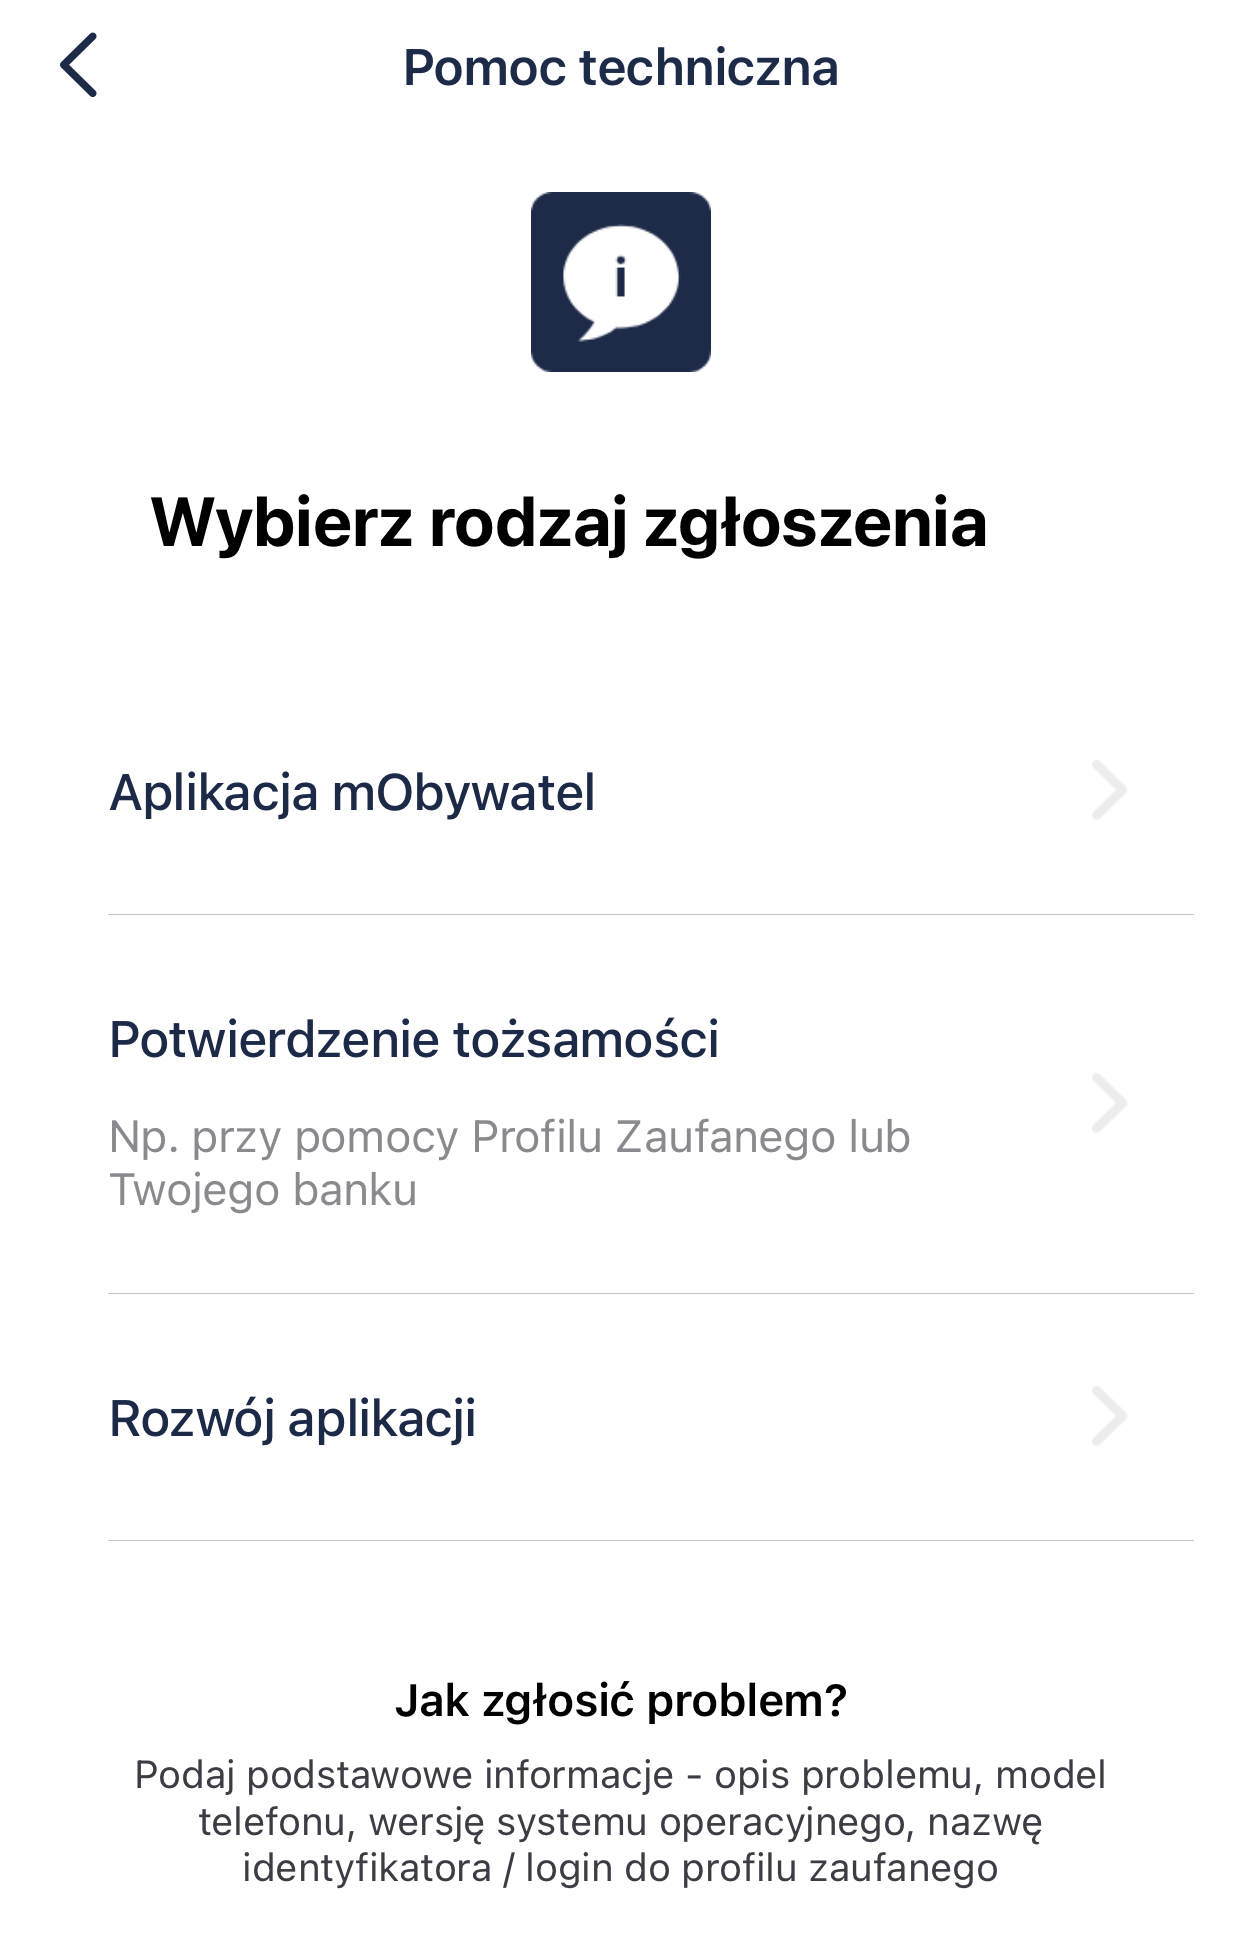 Pomoc techniczna
i
Wybierz rodzaj zgłoszenia
Aplikacja mObywatel
Potwierdzenie tożsamości
Np. przy pomocy Profilu Zaufanego lub
Twojego banku
Rozwój aplikacji
Jak zgłosić problem?
Podaj podstawowe informacje - opis problemu, model
telefonu, wersję systemu operacyjnego, nazwę
identyfikatora / login do profilu zaufanego